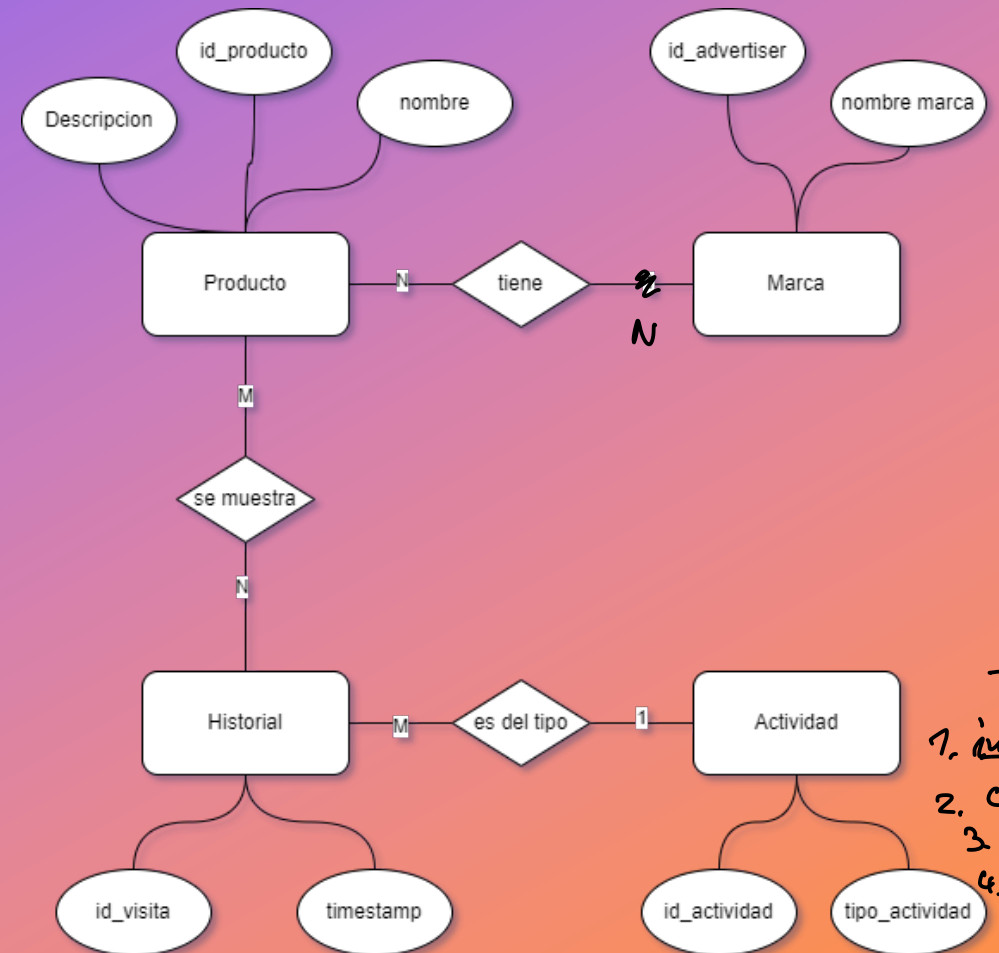 id_producto
id_advertiser
Descripcion
nombre
nombre marca
Producto
N
tiene
Marca
N
M
se muestra
N
Historial
M
es del tipo
1
Actividad
1.
2.
3
4.
id_visita
timestamp
id_actividad
tipo_actividad